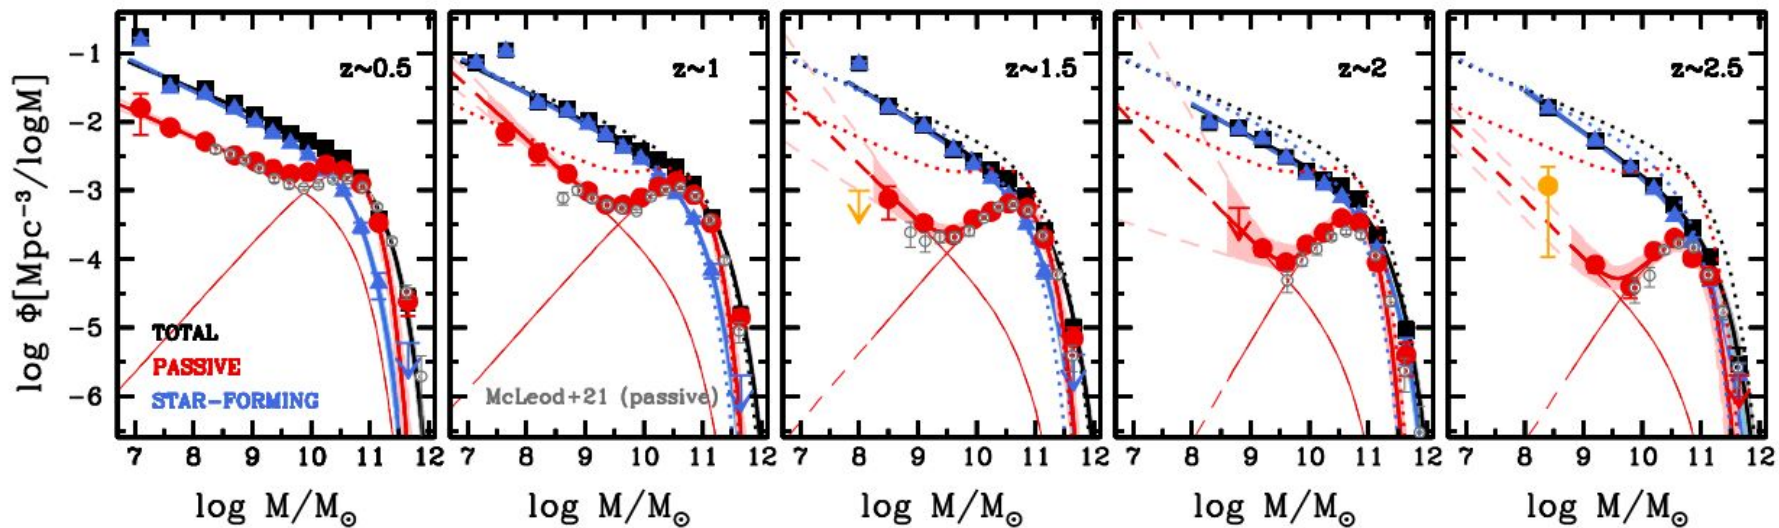 log Φ[Mpc⁻³/logM]
-1
-2
-3
-4
-5
-6
z~0.5
z~1
z~1.5
z~2
z~2.5
TOTAL
PASSIVE
STAR-FORMING
McLeod+21 (passive)
7 8 9 10 11 12
7 8 9 10 11 12
7 8 9 10 11 12
7 8 9 10 11 12
7 8 9 10 11 12
log M/M⊙
log M/M⊙
log M/M⊙
log M/M⊙
log M/M⊙